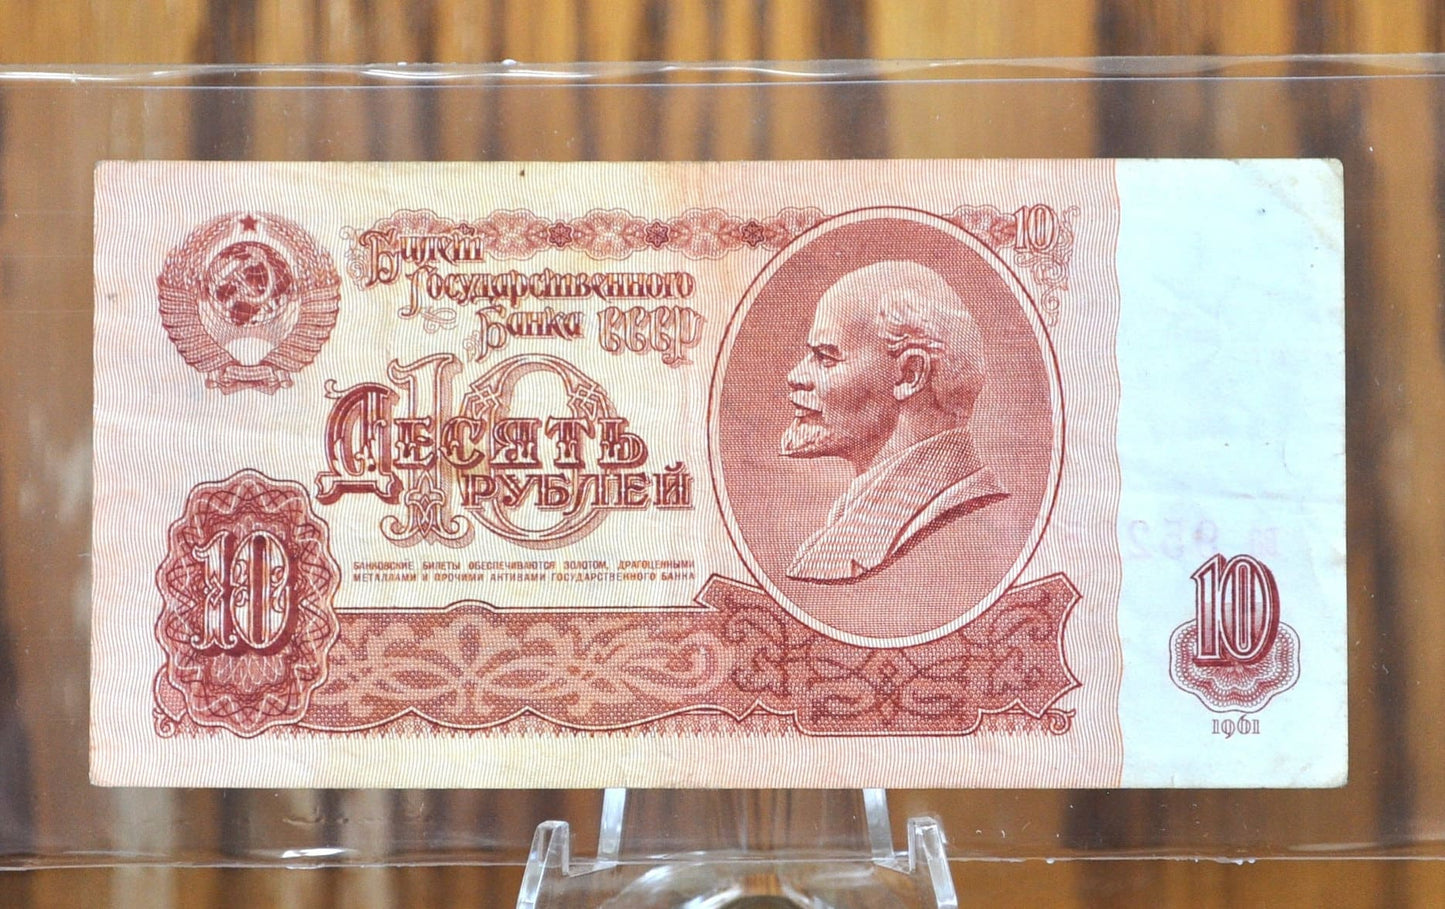 Билет
Государственного
Банка СССР
10
10
Десять
рублей
БАНКОВСКИЕ БИЛЕТЫ ОБЕСПЕЧИВАЮТСЯ ЗОЛОТОМ, ДРАГОЦЕННЫМИ
МЕТАЛЛАМИ И ПРОЧИМИ АКТИВАМИ ГОСУДАРСТВЕННОГО БАНКА
10
10
1961